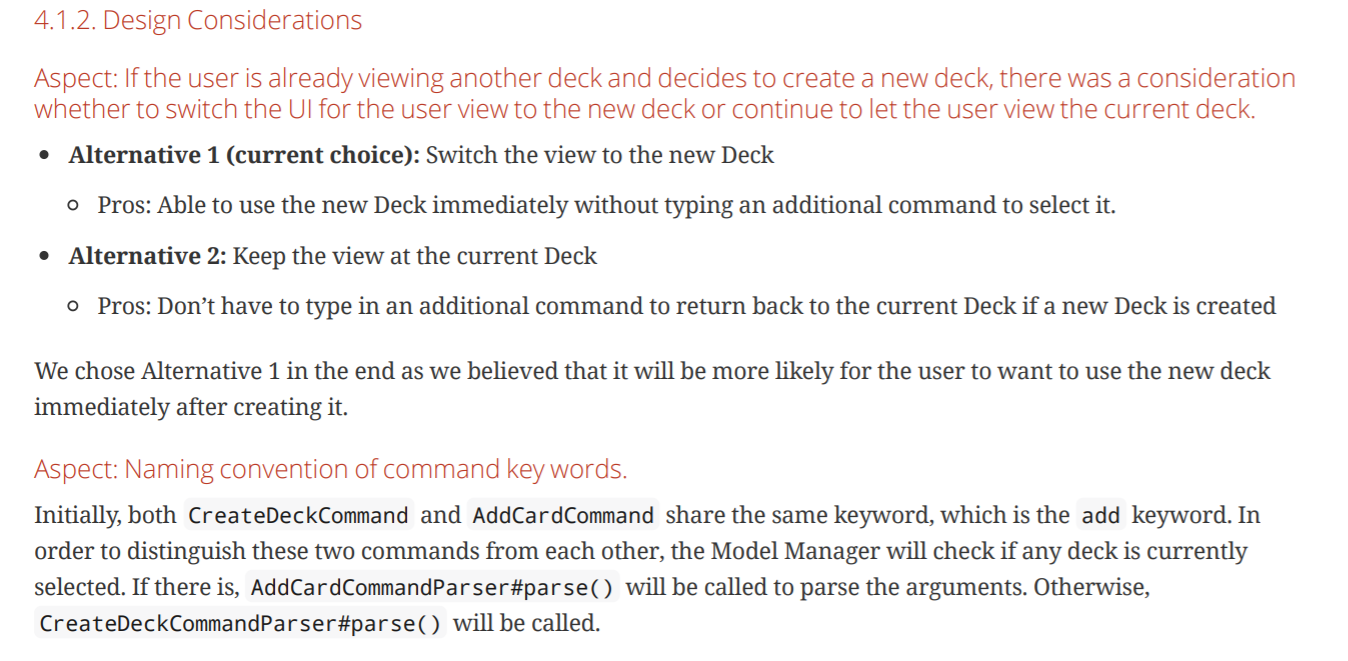 4.1.2. Design Considerations
Aspect: If the user is already viewing another deck and decides to create a new deck, there was a consideration
whether to switch the UI for the user view to the new deck or continue to let the user view the current deck.
• Alternative 1 (current choice): Switch the view to the new Deck
◦ Pros: Able to use the new Deck immediately without typing an additional command to select it.
• Alternative 2: Keep the view at the current Deck
◦ Pros: Don’t have to type in an additional command to return back to the current Deck if a new Deck is created
We chose Alternative 1 in the end as we believed that it will be more likely for the user to want to use the new deck
immediately after creating it.
Aspect: Naming convention of command key words.
Initially, both CreateDeckCommand and AddCardCommand share the same keyword, which is the add keyword. In
order to distinguish these two commands from each other, the Model Manager will check if any deck is currently
selected. If there is, AddCardCommandParser#parse() will be called to parse the arguments. Otherwise,
CreateDeckCommandParser#parse() will be called.